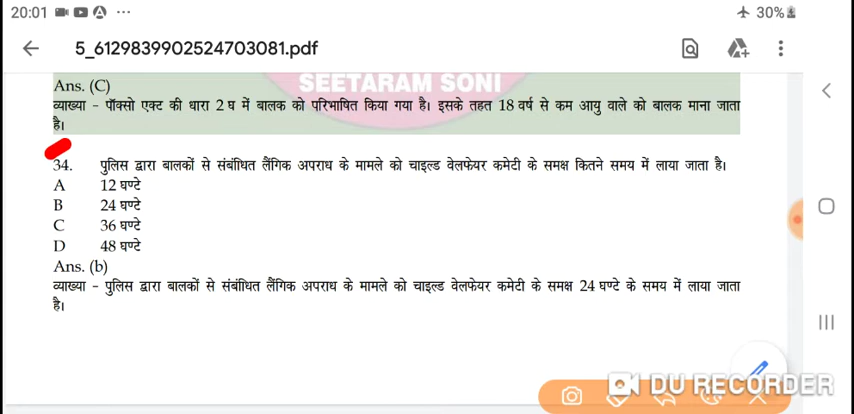 20:01 ... 30%
5_6129839902524703081.pdf
SEETARAM SONI
Ans. (C)
व्याख्या - पॉक्सो एक्ट की धारा 2 घ में बालक को परिभाषित किया गया है। इसके तहत 18 वर्ष से कम आयु वाले को बालक माना जाता
है।
34. पुलिस द्वारा बालकों से संबंधित लैंगिक अपराध के मामले को चाइल्ड वेलफेयर कमेटी के समक्ष कितने समय में लाया जाता है।
A 12 घण्टे
B 24 घण्टे
C 36 घण्टे
D 48 घण्टे
Ans. (b)
व्याख्या - पुलिस द्वारा बालकों से संबंधित लैंगिक अपराध के मामले को चाइल्ड वेलफेयर कमेटी के समक्ष 24 घण्टे के समय में लाया जाता
है।
DU RECORDER